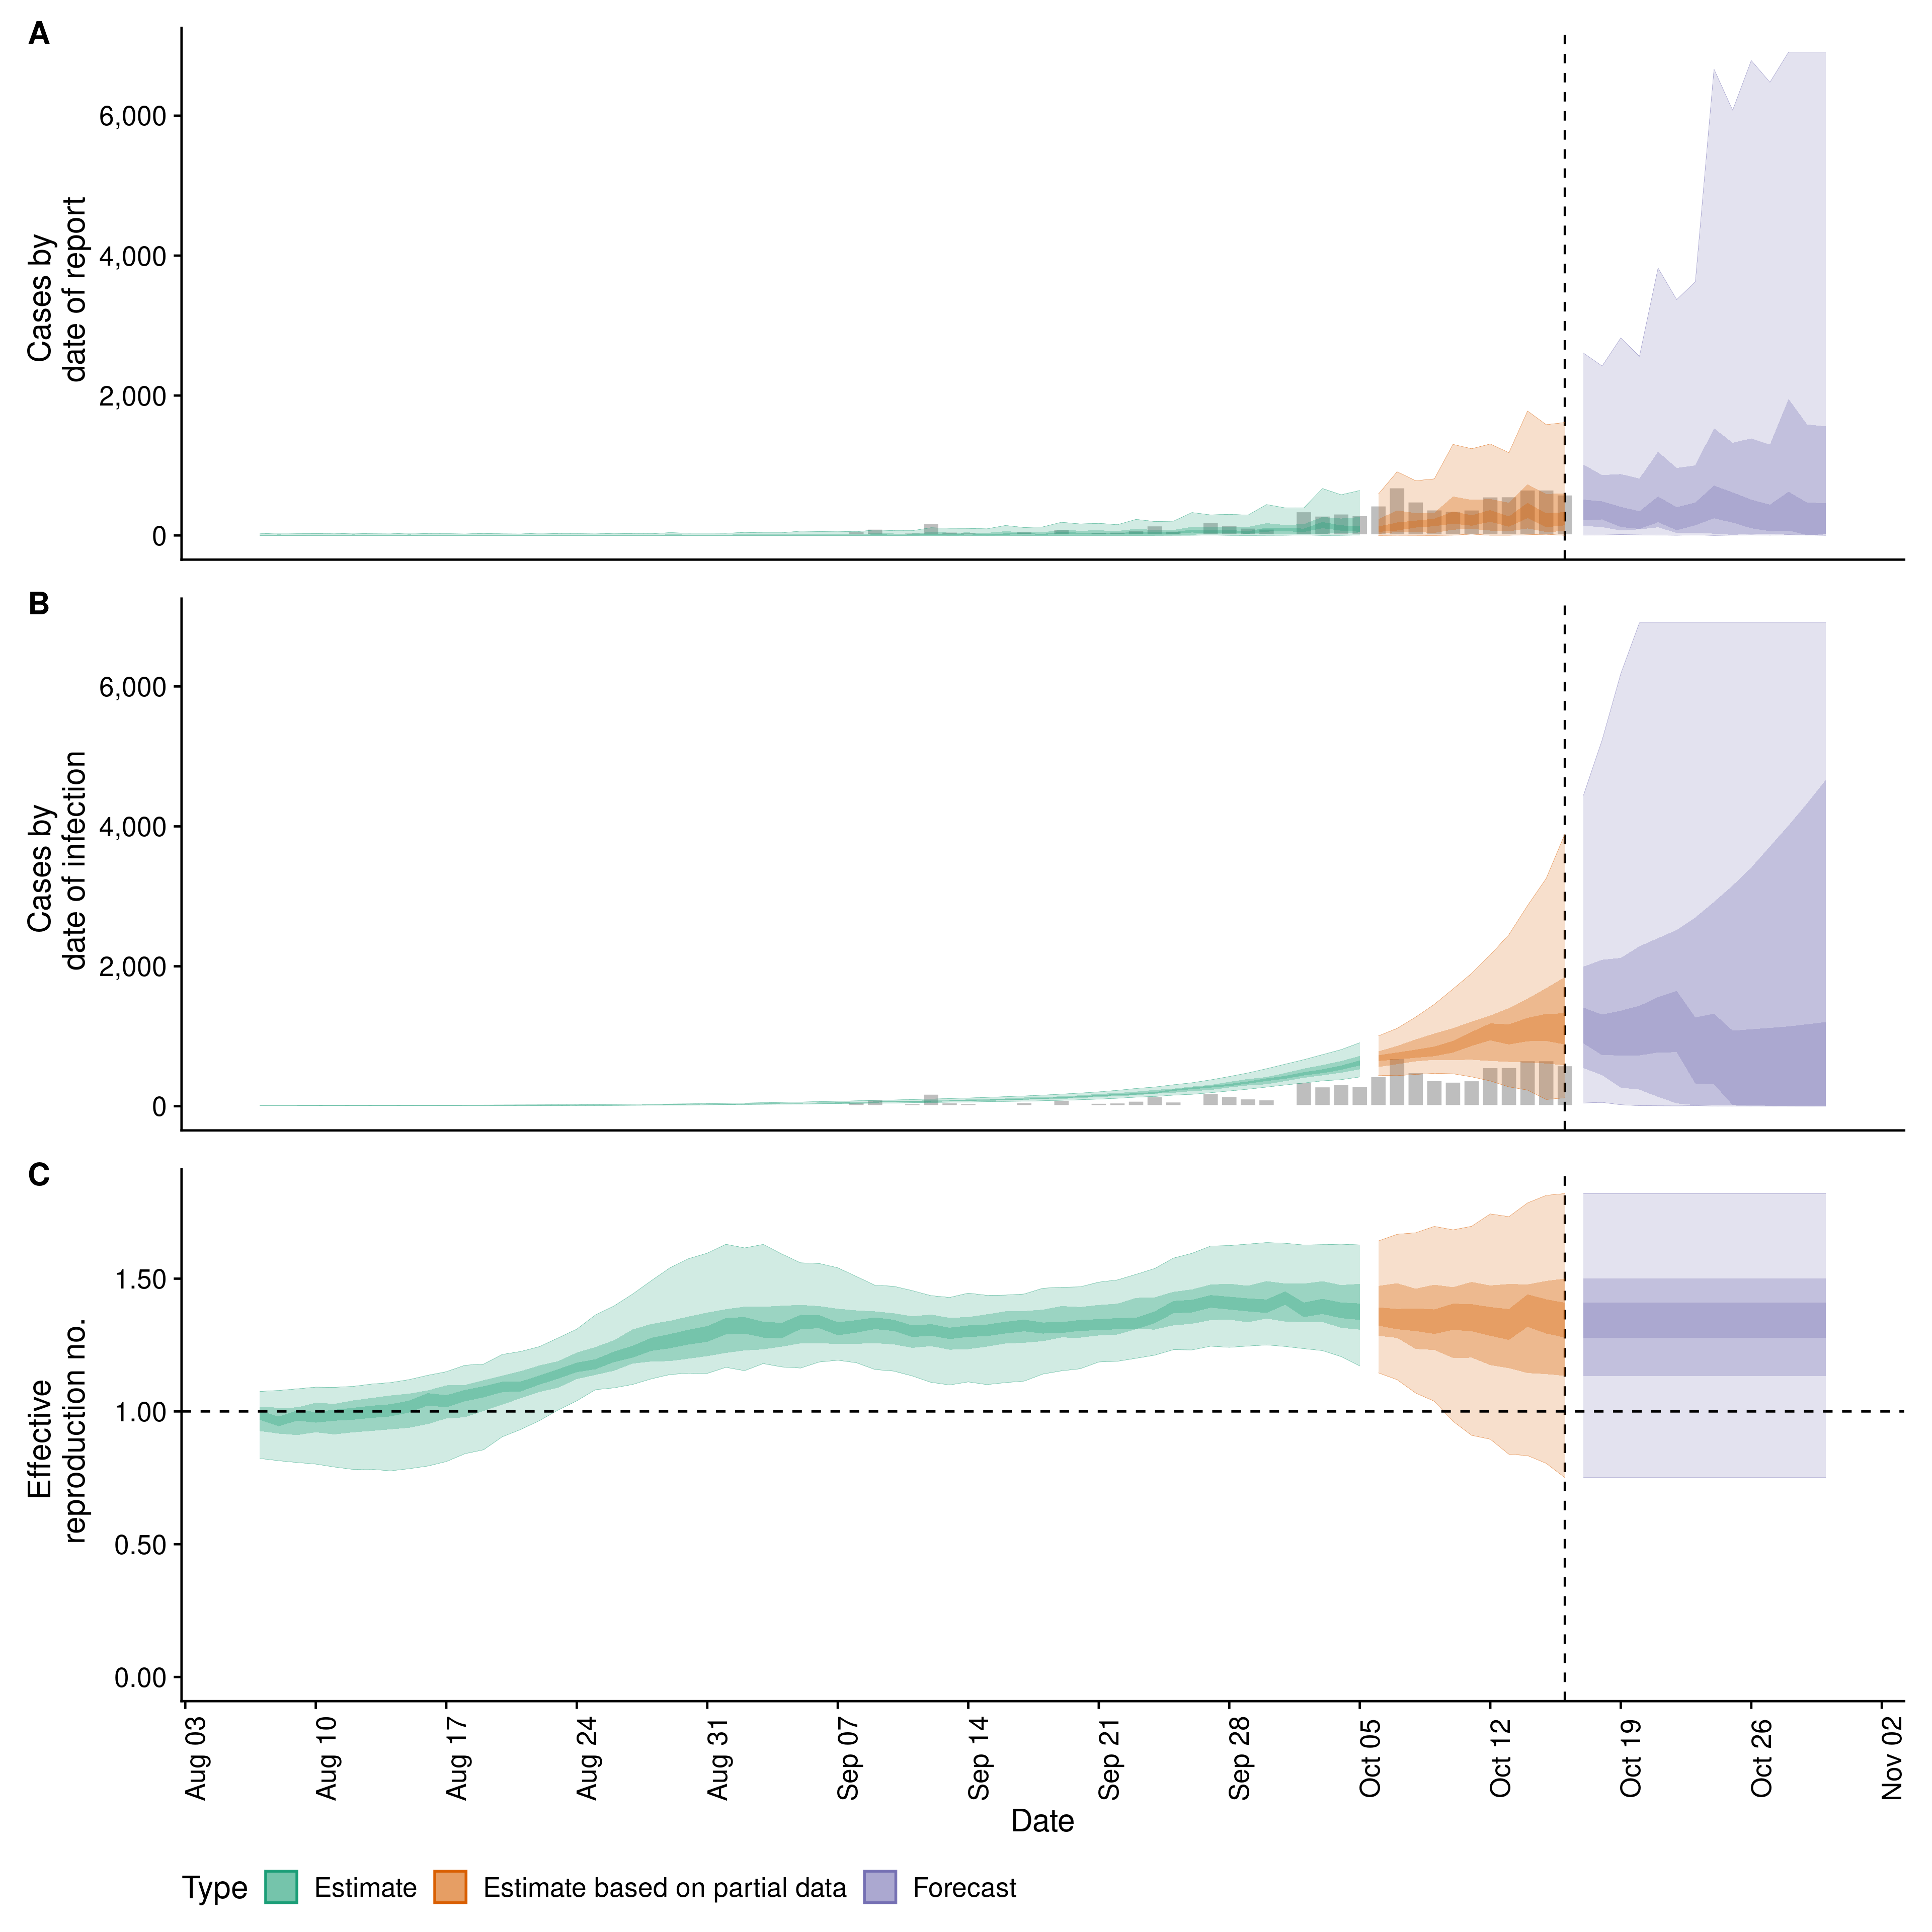 A
Cases by
date of report
6,000
4,000
2,000
0
B
Cases by
date of infection
6,000
4,000
2,000
0
C
Effective
reproduction no.
1.50
1.00
0.50
0.00
Aug 03
Aug 10
Aug 17
Aug 24
Aug 31
Sep 07
Sep 14
Sep 21
Sep 28
Oct 05
Oct 12
Oct 19
Oct 26
Nov 02
Date
Type Estimate Estimate based on partial data Forecast